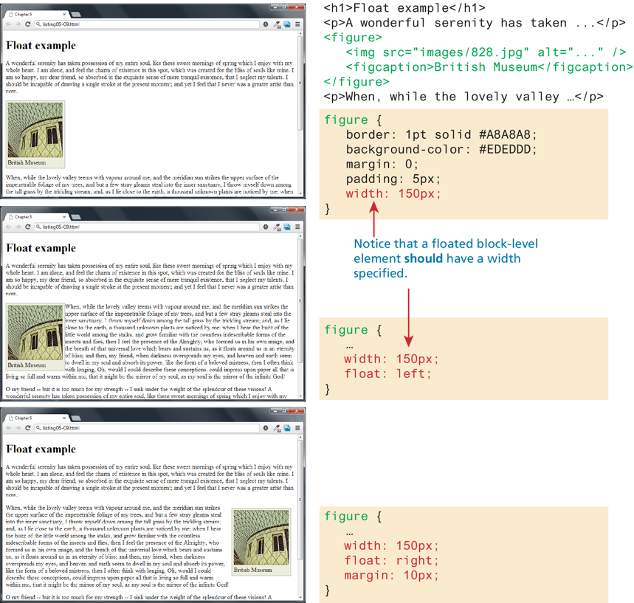 Chapter 5
listing05-09.html
Float example
A wonderful serenity has taken possession of my entire soul, like these sweet mornings of spring which I enjoy with my
whole heart. I am alone, and feel the charm of existence in this spot, which was created for the bliss of souls like mine. I
am so happy, my dear friend, so absorbed in the exquisite sense of mere tranquil existence, that I neglect my talents. I
should be incapable of drawing a single stroke at the present moment; and yet I feel that I never was a greater artist than
now.
British Museum
When, while the lovely valley teems with vapour around me, and the meridian sun strikes the upper surface of the
impenetrable foliage of my trees, and but a few stray gleams steal into the inner sanctuary, I throw myself down among
the tall grass by the trickling stream; and, as I lie close to the earth, a thousand unknown plants are noticed by me: when
<h1>Float example</h1>
<p>A wonderful serenity has taken ...</p>
<figure>
<img src="images/828.jpg" alt="..." />
<figcaption>British Museum</figcaption>
</figure>
<p>When, while the lovely valley …</p>
figure {
border: 1pt solid #A8A8A8;
background-color: #EDEDDD;
margin: 0;
padding: 5px;
width: 150px;
}
Notice that a floated block-level
element should have a width
specified.
Chapter 5
listing05-09.html
Float example
A wonderful serenity has taken possession of my entire soul, like these sweet mornings of spring which I enjoy with my
whole heart. I am alone, and feel the charm of existence in this spot, which was created for the bliss of souls like mine. I
am so happy, my dear friend, so absorbed in the exquisite sense of mere tranquil existence, that I neglect my talents. I
should be incapable of drawing a single stroke at the present moment; and yet I feel that I never was a greater artist than
now.
When, while the lovely valley teems with vapour around me, and the meridian sun strikes the
upper surface of the impenetrable foliage of my trees, and but a few stray gleams steal into the
inner sanctuary, I throw myself down among the tall grass by the trickling stream; and, as I lie
close to the earth, a thousand unknown plants are noticed by me: when I hear the buzz of the
little world among the stalks, and grow familiar with the countless indescribable forms of the
insects and flies, then I feel the presence of the Almighty, who formed us in his own image, and
the breath of that universal love which bears and sustains us, as it floats around us in an eternity
of bliss; and then, my friend, when darkness overspreads my eyes, and heaven and earth seem
British Museum
to dwell in my soul and absorb its power, like the form of a beloved mistress, then I often think
with longing, Oh, would I could describe these conceptions, could impress upon paper all that is
living so full and warm within me, that it might be the mirror of my soul, as my soul is the mirror of the infinite God!
O my friend -- but it is too much for my strength -- I sink under the weight of the splendour of these visions! A
wonderful serenity has taken possession of my entire soul, like these sweet mornings of spring which I enjoy with my
figure {
…
width: 150px;
float: left;
}
Chapter 5
listing05-09.html
Float example
A wonderful serenity has taken possession of my entire soul, like these sweet mornings of spring which I enjoy with my
whole heart. I am alone, and feel the charm of existence in this spot, which was created for the bliss of souls like mine. I
am so happy, my dear friend, so absorbed in the exquisite sense of mere tranquil existence, that I neglect my talents. I
should be incapable of drawing a single stroke at the present moment; and yet I feel that I never was a greater artist than
now.
When, while the lovely valley teems with vapour around me, and the meridian sun strikes
the upper surface of the impenetrable foliage of my trees, and but a few stray gleams steal
into the inner sanctuary, I throw myself down among the tall grass by the trickling stream;
and, as I lie close to the earth, a thousand unknown plants are noticed by me: when I hear
the buzz of the little world among the stalks, and grow familiar with the countless
indescribable forms of the insects and flies, then I feel the presence of the Almighty, who
formed us in his own image, and the breath of that universal love which bears and sustains
us, as it floats around us in an eternity of bliss; and then, my friend, when darkness
overspreads my eyes, and heaven and earth seem to dwell in my soul and absorb its power,
like the form of a beloved mistress, then I often think with longing, Oh, would I could
describe these conceptions, could impress upon paper all that is living so full and warm
within me, that it might be the mirror of my soul, as my soul is the mirror of the infinite God!
British Museum
O my friend -- but it is too much for my strength -- I sink under the weight of the splendour of these visions! A
figure {
…
width: 150px;
float: right;
margin: 10px;
}